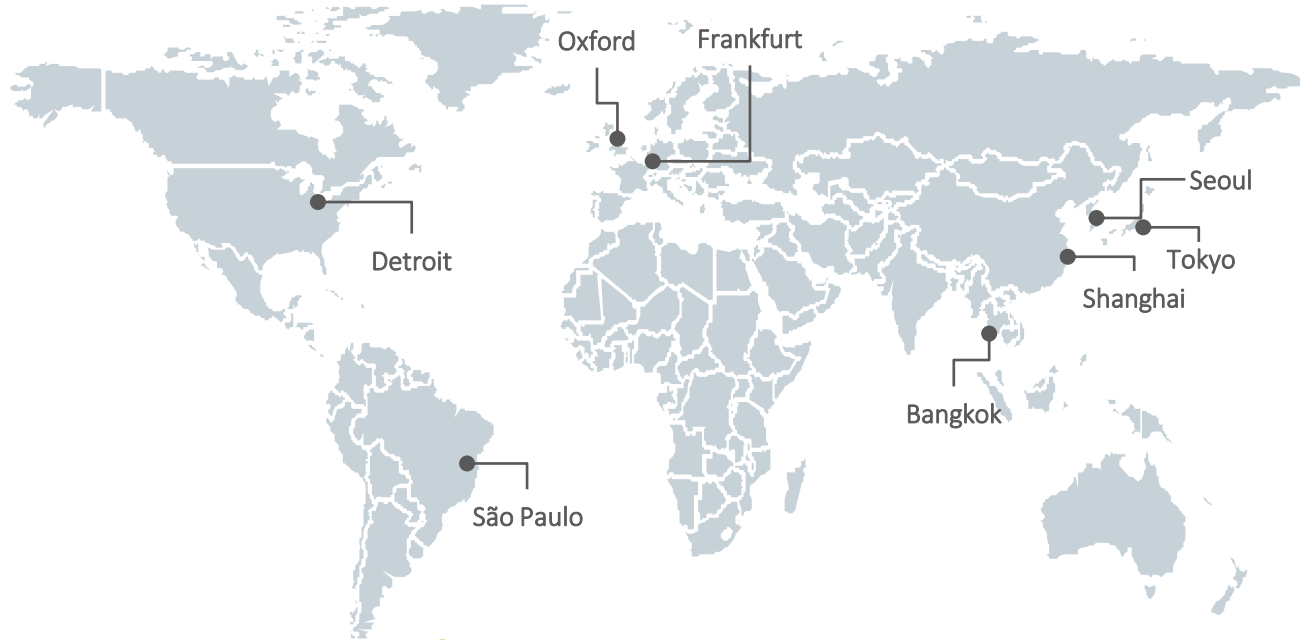 Oxford
Frankfurt
Seoul
Detroit
Tokyo
Shanghai
Bangkok
São Paulo